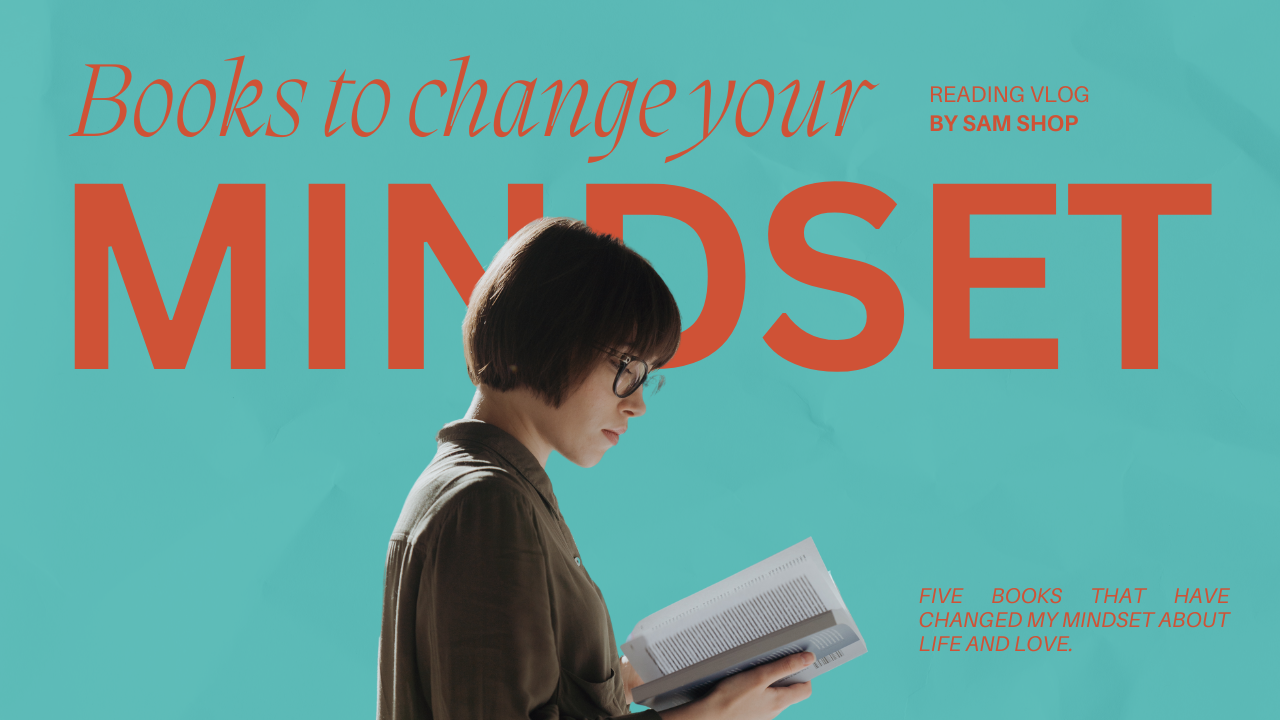 Books to change your
READING VLOG
BY SAM SHOP
MINDSET
FIVE BOOKS THAT HAVE
CHANGED MY MINDSET ABOUT
LIFE AND LOVE.